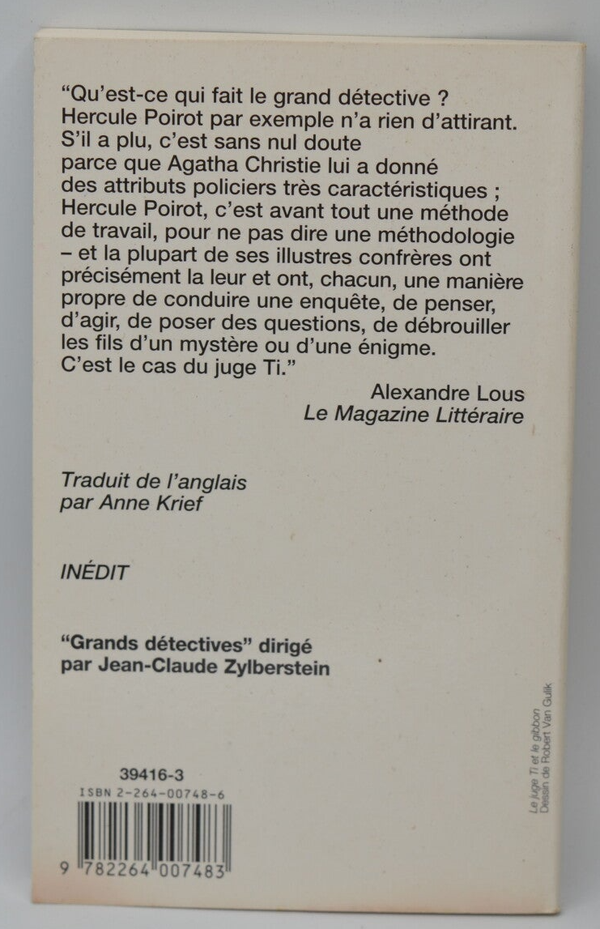 “Qu’est-ce qui fait le grand détective ?
Hercule Poirot par exemple n’a rien d’attirant.
S’il a plu, c’est sans nul doute
parce que Agatha Christie lui a donné
des attributs policiers très caractéristiques ;
Hercule Poirot, c’est avant tout une méthode
de travail, pour ne pas dire une méthodologie
– et la plupart de ses illustres confrères ont
précisément la leur et ont, chacun, une manière
propre de conduire une enquête, de penser,
d’agir, de poser des questions, de débrouiller
les fils d’un mystère ou d’une énigme.
C’est le cas du juge Ti.”
Alexandre Lous
Le Magazine Littéraire
Traduit de l’anglais
par Anne Krief
INÉDIT
“Grands détectives” dirigé
par Jean-Claude Zylberstein
Le juge Ti et le gibbon
Dessin de Robert Van Gulik
39416-3
ISBN 2-264-00748-6
9 782264 007483